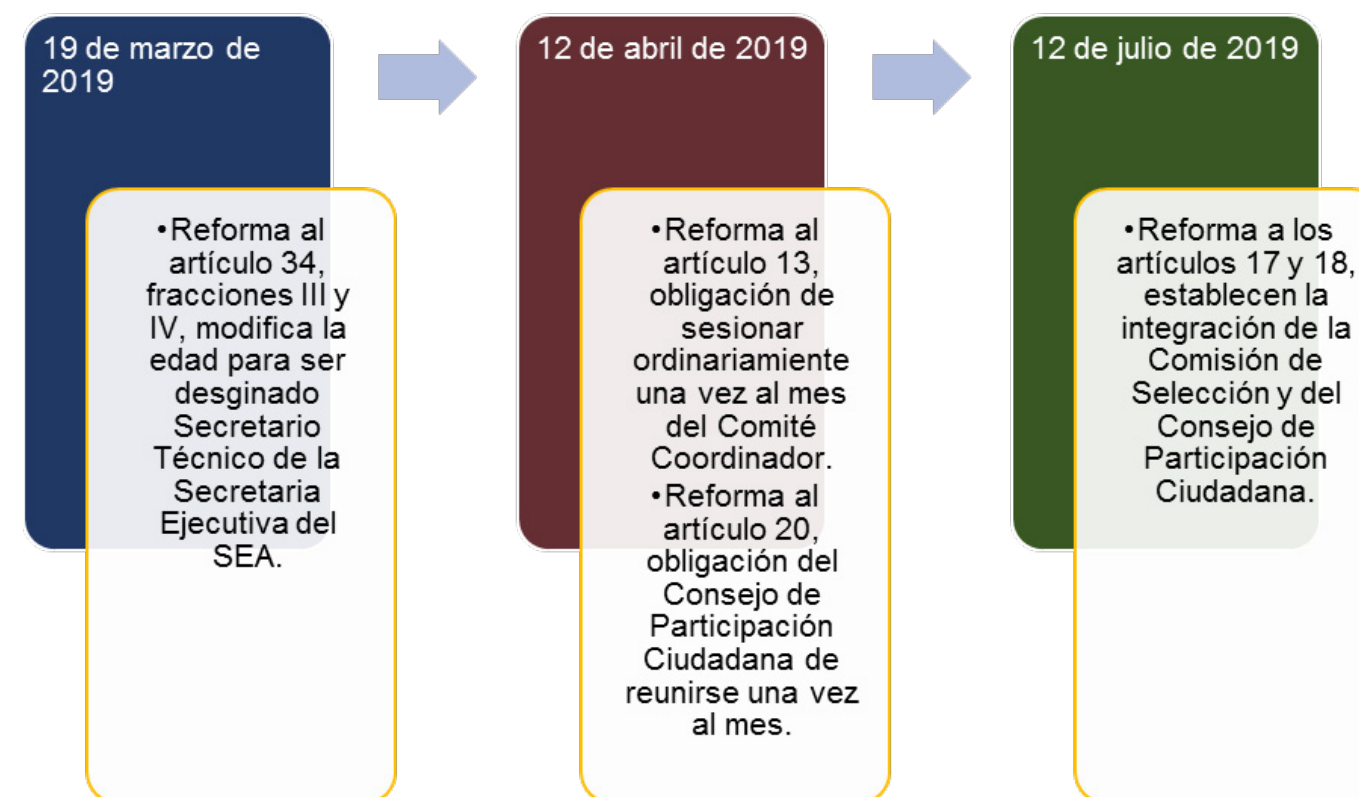 19 de marzo de
2019
•Reforma al
artículo 34,
fracciones III y
IV, modifica la
edad para ser
desginado
Secretario
Técnico de la
Secretaria
Ejecutiva del
SEA.
12 de abril de 2019
•Reforma al
artículo 13,
obligación de
sesionar
ordinariamiente
una vez al mes
del Comité
Coordinador.
•Reforma al
artículo 20,
obligación del
Consejo de
Participación
Ciudadana de
reunirse una vez
al mes.
12 de julio de 2019
•Reforma a los
artículos 17 y 18,
establecen la
integración de la
Comisión de
Selección y del
Consejo de
Participación
Ciudadana.